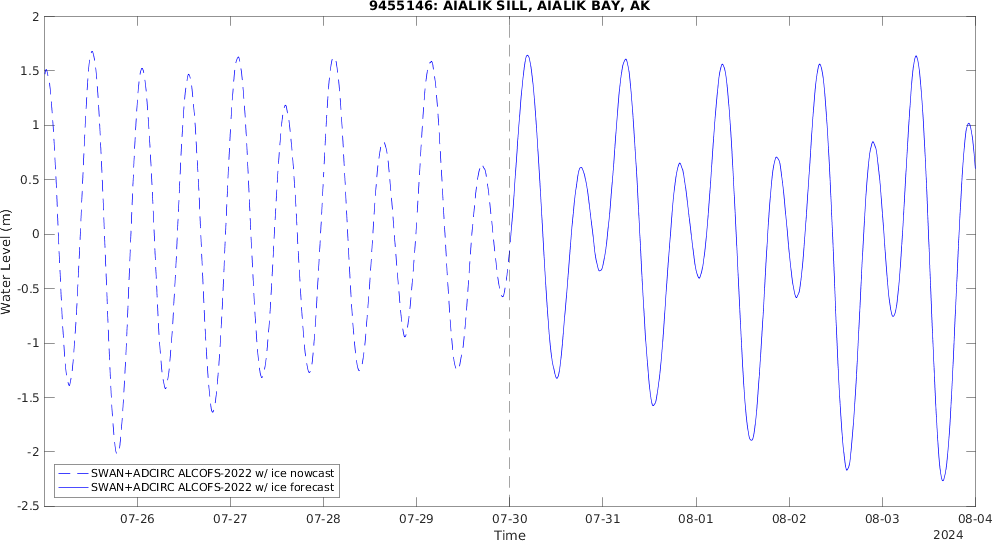 9455146: AIALIK SILL, AIALIK BAY, AK
2
1.5
1
0.5
0
-0.5
-1
-1.5
-2
-2.5
Water Level (m)
SWAN+ADCIRC ALCOFS-2022 w/ ice nowcast
SWAN+ADCIRC ALCOFS-2022 w/ ice forecast
07-26 07-27 07-28 07-29 07-30 07-31 08-01 08-02 08-03 08-04
Time
2024